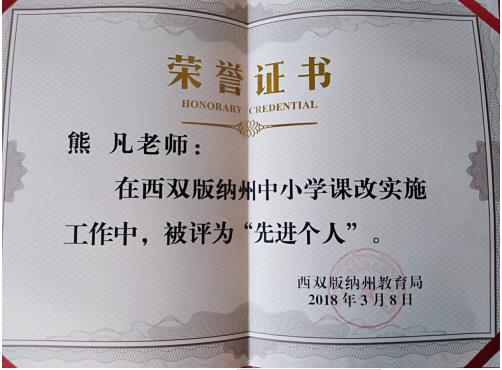 荣誉证书
HONORARY CREDENTIAL
熊 凡老师：
在西双版纳州中小学课改实施
工作中，被评为“先进个人”。
西双版纳州教育局
2018年3月8日